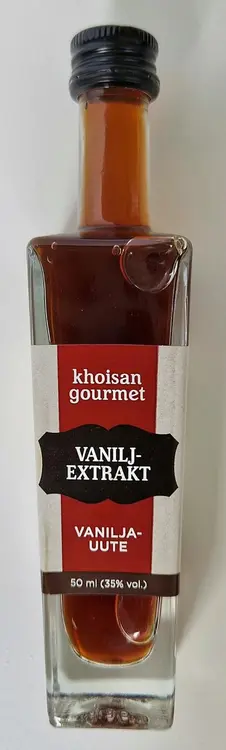 khoisan
gourmet
VANILJ-
EXTRAKT
VANILJA-
UUTE
50 ml (35% vol.)